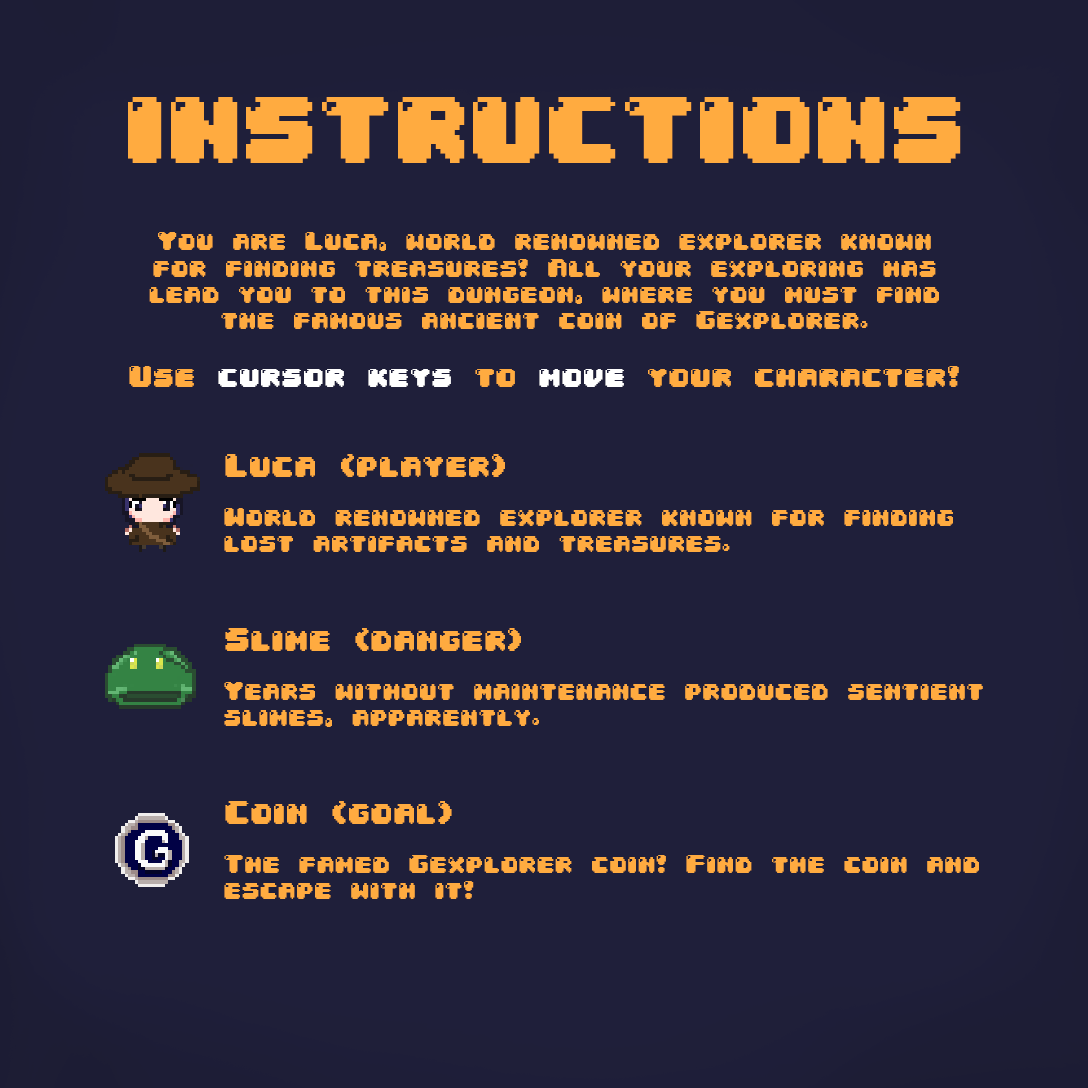 INSTRUCTIONS
You are Luca, world renowned explorer known
for finding treasures! All your exploring has
lead you to this dungeon, where you must find
the famous ancient coin of Gexplorer.
Use cursor keys to move your character!
Luca (player)
World renowned explorer known for finding
lost artifacts and treasures.
Slime (danger)
Years without maintenance produced sentient
slimes, apparently.
Coin (goal)
G
The famed Gexplorer coin! Find the coin and
escape with it!